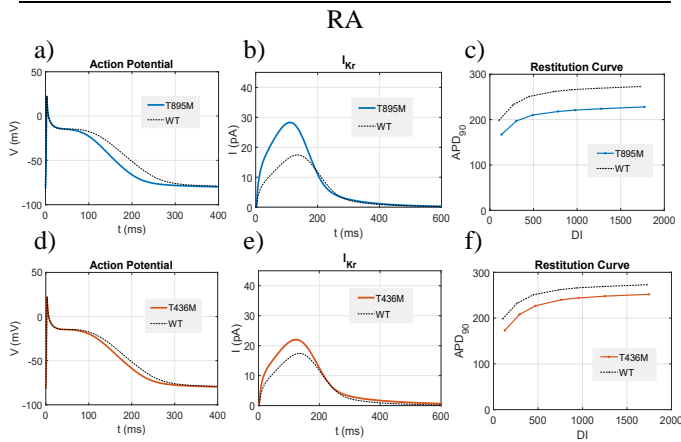 RA
a)
b)
c)
Action Potential
I_Kr
Restitution Curve
50
0
-50
-100
V (mV)
0
100
200
300
400
t (ms)
T895M
WT
40
30
20
10
0
I (pA)
0
200
400
600
t (ms)
T895M
WT
300
200
100
0
APD_90
0
500
1000
1500
2000
DI
T895M
WT
d)
e)
f)
Action Potential
I_Kr
Restitution Curve
50
0
-50
-100
V (mV)
0
100
200
300
400
t (ms)
T436M
WT
40
30
20
10
0
I (pA)
0
200
400
600
t (ms)
T436M
WT
300
200
100
0
APD_90
0
500
1000
1500
2000
DI
T436M
WT